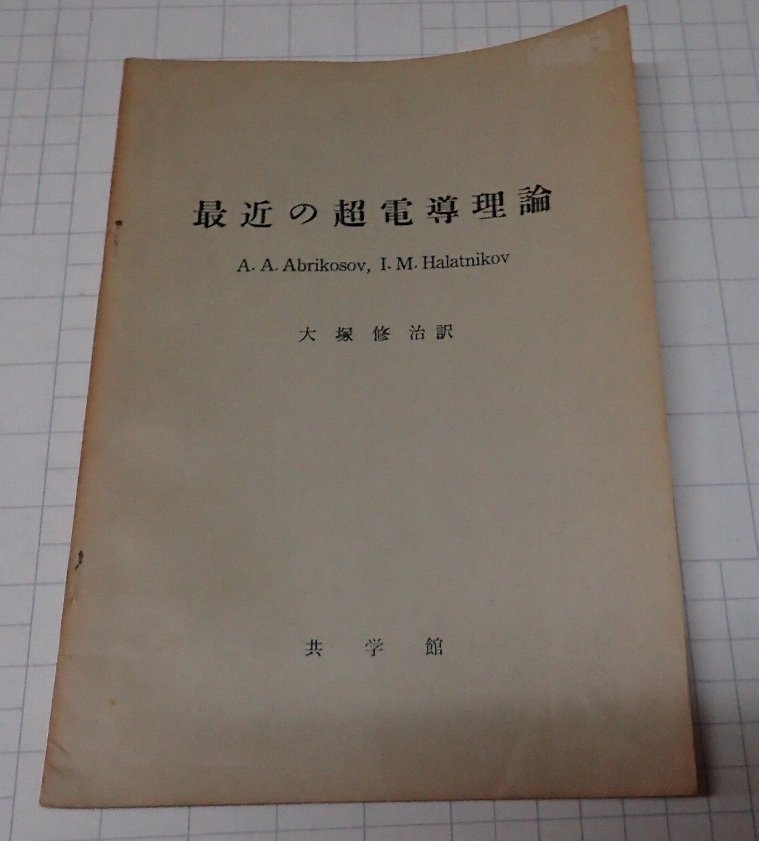 最近の超電導理論
A. A. Abrikosov, I. M. Halatnikov
大塚修治訳
共学館